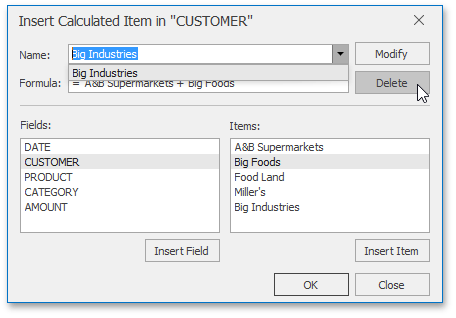 Insert Calculated Item in "CUSTOMER"
Name: Big Industries Modify
Big Industries
Formula: = 'A&B Supermarkets' + 'Big Foods' Delete
Fields: Items:
DATE A&B Supermarkets
CUSTOMER Big Foods
PRODUCT Food Land
CATEGORY Miller's
AMOUNT Big Industries
Insert Field Insert Item
OK Close